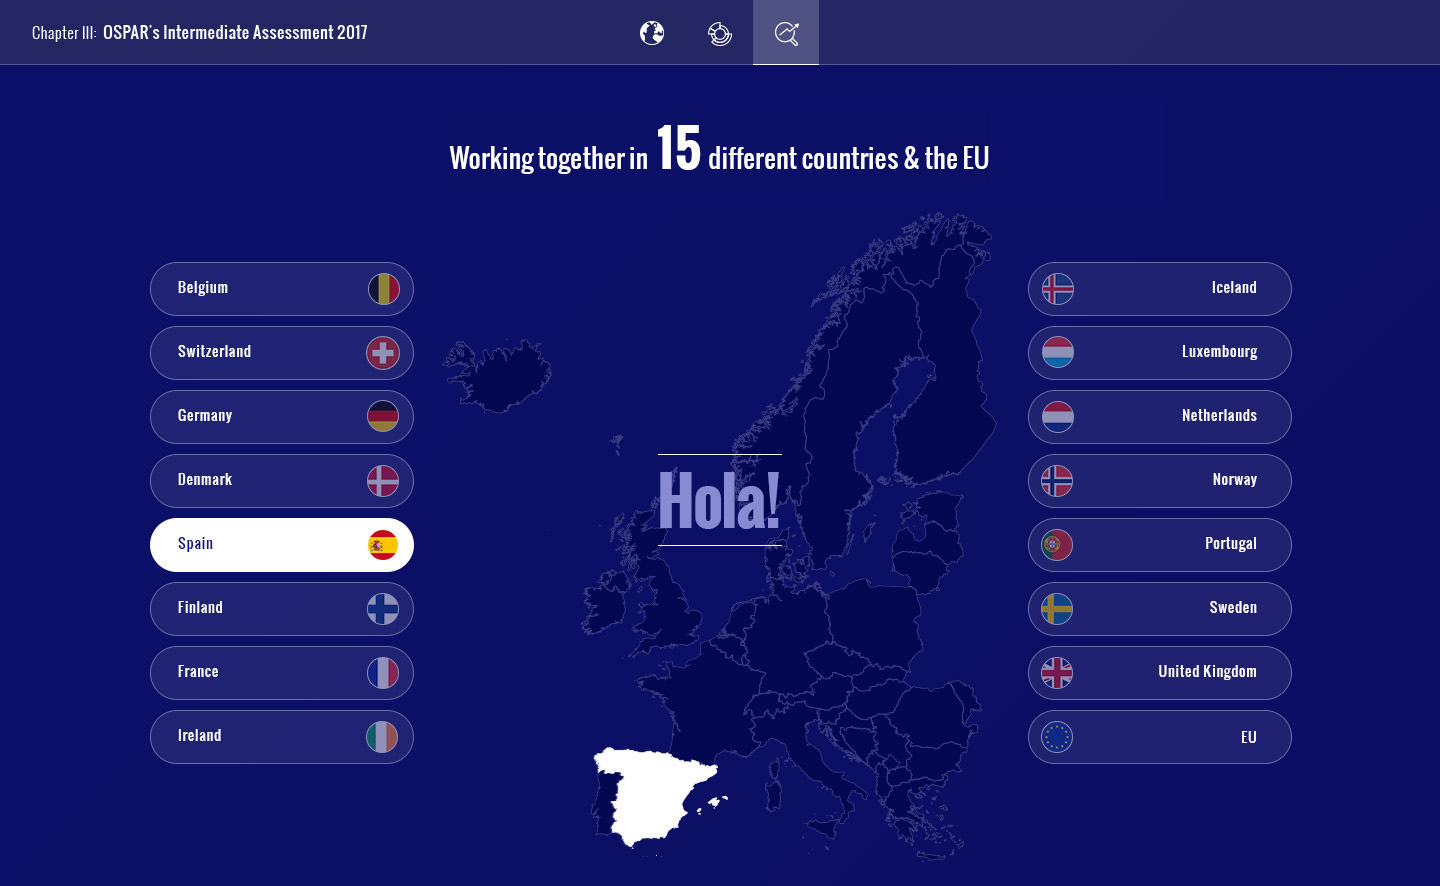 Chapter III: OSPAR's Intermediate Assessment 2017
Working together in 15 different countries & the EU
Belgium
Switzerland
Germany
Denmark
Spain
Finland
France
Ireland
Hola!
Iceland
Luxembourg
Netherlands
Norway
Portugal
Sweden
United Kingdom
EU